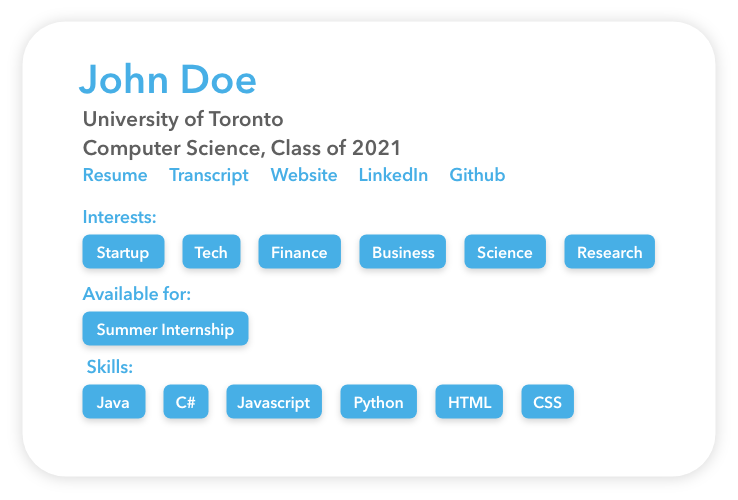 John Doe
University of Toronto
Computer Science, Class of 2021
Resume Transcript Website LinkedIn Github
Interests:
Startup Tech Finance Business Science Research
Available for:
Summer Internship
Skills:
Java C# Javascript Python HTML CSS